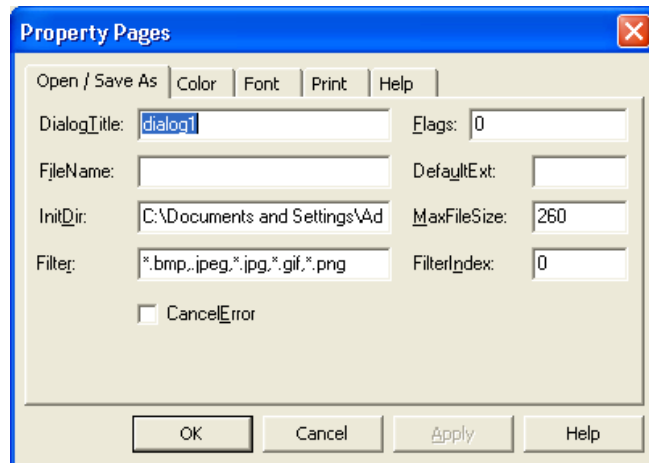 Property Pages
Open / Save As Color Font Print Help
DialogTitle: dialog1 Flags: 0
FileName: DefaultExt:
InitDir: C:\Documents and Settings\Ad MaxFileSize: 260
Filter: *.bmp,.jpeg,*.jpg,*.gif,*.png FilterIndex: 0
CancelError
OK Cancel Apply Help